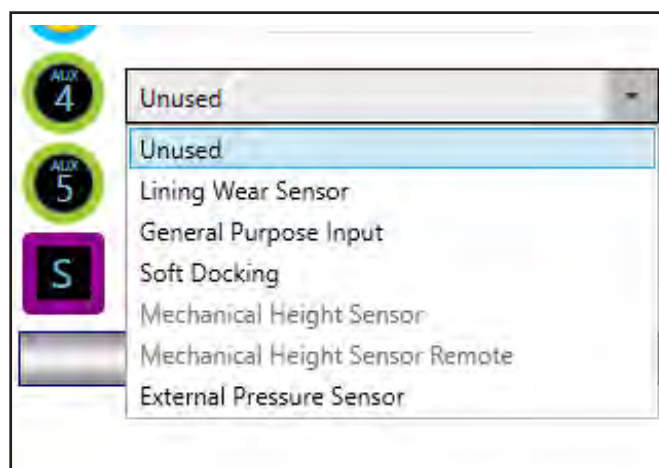 AUX
4
Unused
Unused
AUX
5
Lining Wear Sensor
General Purpose Input
S
Soft Docking
Mechanical Height Sensor
Mechanical Height Sensor Remote
External Pressure Sensor